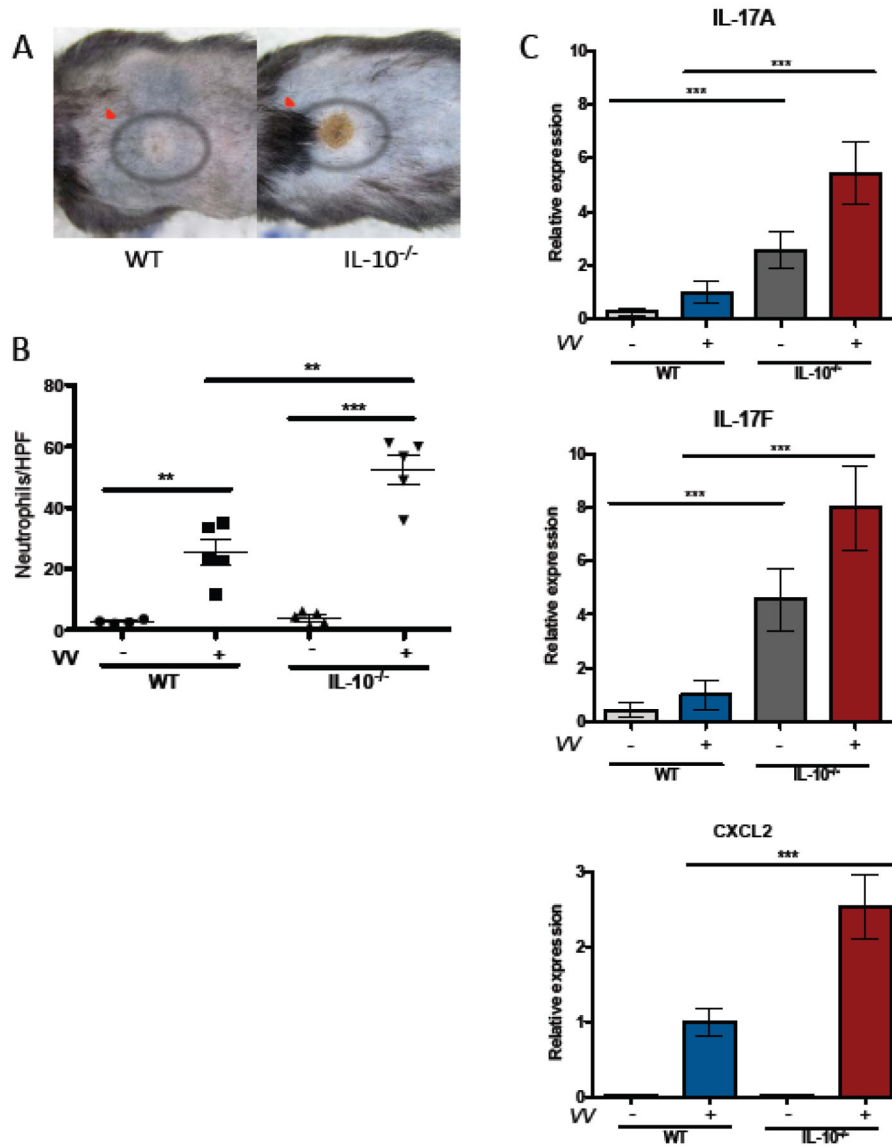 A
WT
IL-10⁻/⁻
B
Neutrophils/HPF
80
60
40
20
0
**
***
**
VV
-
+
-
+
WT
IL-10⁻/⁻
C
IL-17A
Relative expression
10
8
6
4
2
0
***
***
VV
-
+
-
+
WT
IL-10⁻/⁻
IL-17F
Relative expression
10
8
6
4
2
0
***
***
VV
-
+
-
+
WT
IL-10⁻/⁻
CXCL2
Relative expression
3
2
1
0
***
VV
-
+
-
+
WT
IL-10⁻/⁻